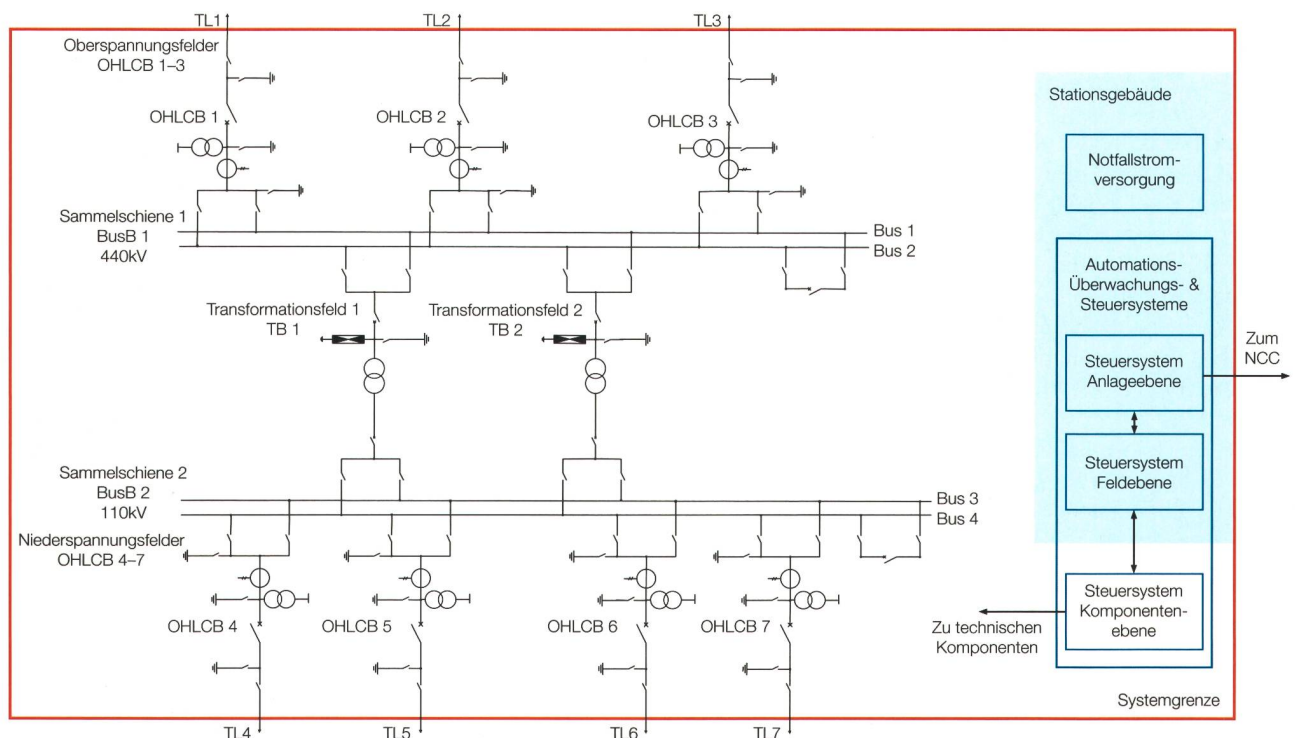 TL1
TL2
TL3
Oberspannungsfelder
OHLCB 1–3
OHLCB 1
OHLCB 2
OHLCB 3
Sammelschiene 1
BusB 1
440kV
Bus 1
Bus 2
Transformationsfeld 1
TB 1
Transformationsfeld 2
TB 2
Sammelschiene 2
BusB 2
110kV
Bus 3
Bus 4
Niederspannungsfelder
OHLCB 4–7
OHLCB 4
OHLCB 5
OHLCB 6
OHLCB 7
TL4
TL5
TL6
TL7
Stationsgebäude
Notfallstrom-
versorgung
Automations-
Überwachungs- &
Steuersysteme
Steuersystem
Anlageebene
Zum
NCC
Steuersystem
Feldebene
Steuersystem
Komponenten-
ebene
Zu technischen
Komponenten
Systemgrenze